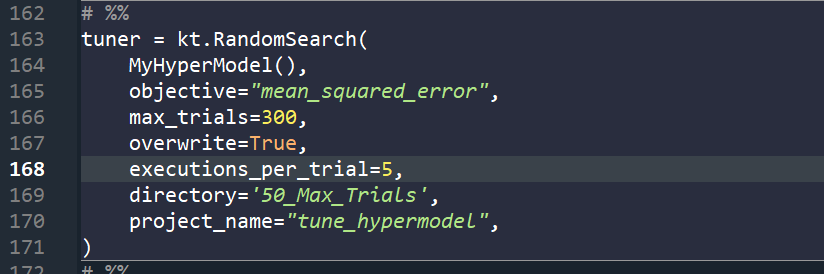 162 # %%
163 tuner = kt.RandomSearch(
164     MyHyperModel(),
165     objective="mean_squared_error",
166     max_trials=300,
167     overwrite=True,
168     executions_per_trial=5,
169     directory='50_Max_Trials',
170     project_name="tune_hypermodel",
171 )
172 # %%